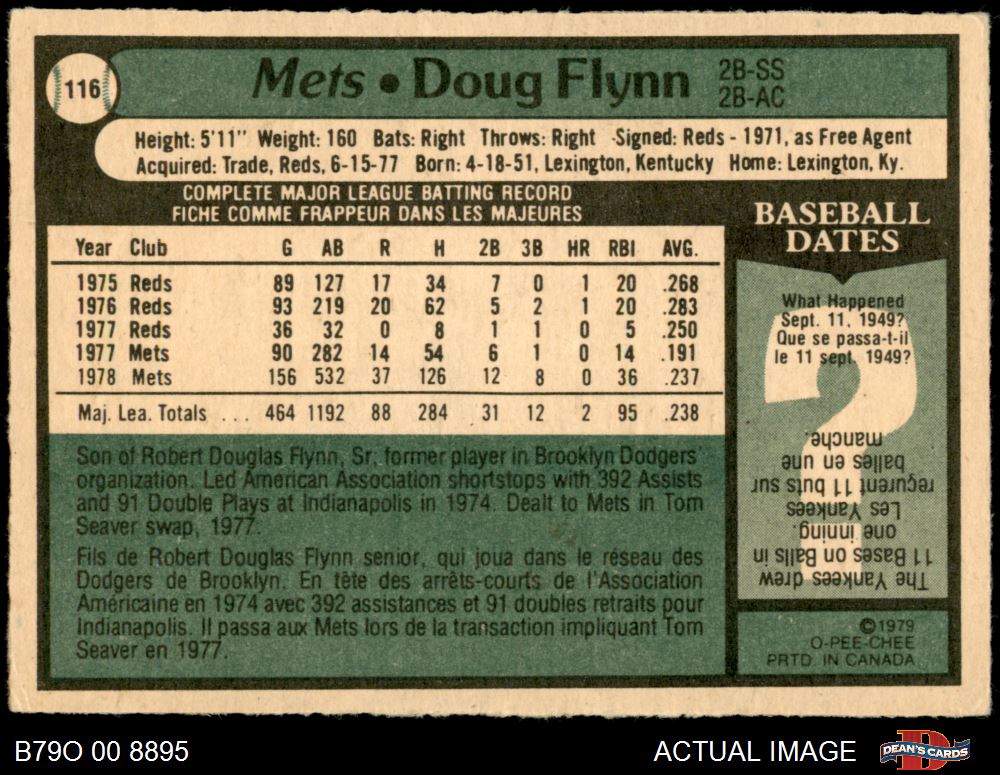 116
Mets • Doug Flynn 2B-SS
2B-AC
Height: 5'11" Weight: 160 Bats: Right Throws: Right Signed: Reds - 1971, as Free Agent
Acquired: Trade, Reds, 6-15-77 Born: 4-18-51, Lexington, Kentucky Home: Lexington, Ky.
COMPLETE MAJOR LEAGUE BATTING RECORD
FICHE COMME FRAPPEUR DANS LES MAJEURES
Year Club G AB R H 2B 3B HR RBI AVG.
1975 Reds 89 127 17 34 7 0 1 20 .268
1976 Reds 93 219 20 62 5 2 1 20 .283
1977 Reds 36 32 0 8 1 1 0 5 .250
1977 Mets 90 282 14 54 6 1 0 14 .191
1978 Mets 156 532 37 126 12 8 0 36 .237
Maj. Lea. Totals ... 464 1192 88 284 31 12 2 95 .238
Son of Robert Douglas Flynn, Sr, former player in Brooklyn Dodgers'
organization. Led American Association shortstops with 392 Assists
and 91 Double Plays at Indianapolis in 1974. Dealt to Mets in Tom
Seaver swap, 1977.
Fils de Robert Douglas Flynn senior, qui joua dans le réseau des
Dodgers de Brooklyn. En tête des arrêts-courts de l'Association
Américaine en 1974 avec 392 assistances et 91 doubles retraits pour
Indianapolis. Il passa aux Mets lors de la transaction impliquant Tom
Seaver en 1977.
BASEBALL
DATES
What Happened
Sept. 11, 1949?
Que se passa-t-il
le 11 sept. 1949?
The Yankees drew
11 Bases on Balls in
one inning.
Les Yankees
reçurent 11 buts sur
balles en une
manche.
©1979
O-PEE-CHEE
PRTD. IN CANADA
B79O 00 8895
ACTUAL IMAGE
DEAN'S CARDS